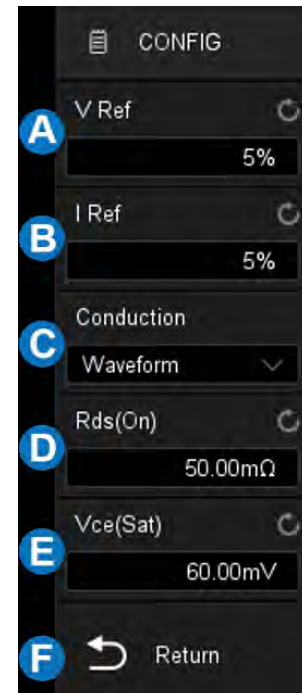 CONFIG
A
V Ref
5%
B
I Ref
5%
C
Conduction
Waveform
D
Rds(On)
50.00mΩ
E
Vce(Sat)
60.00mV
F
Return